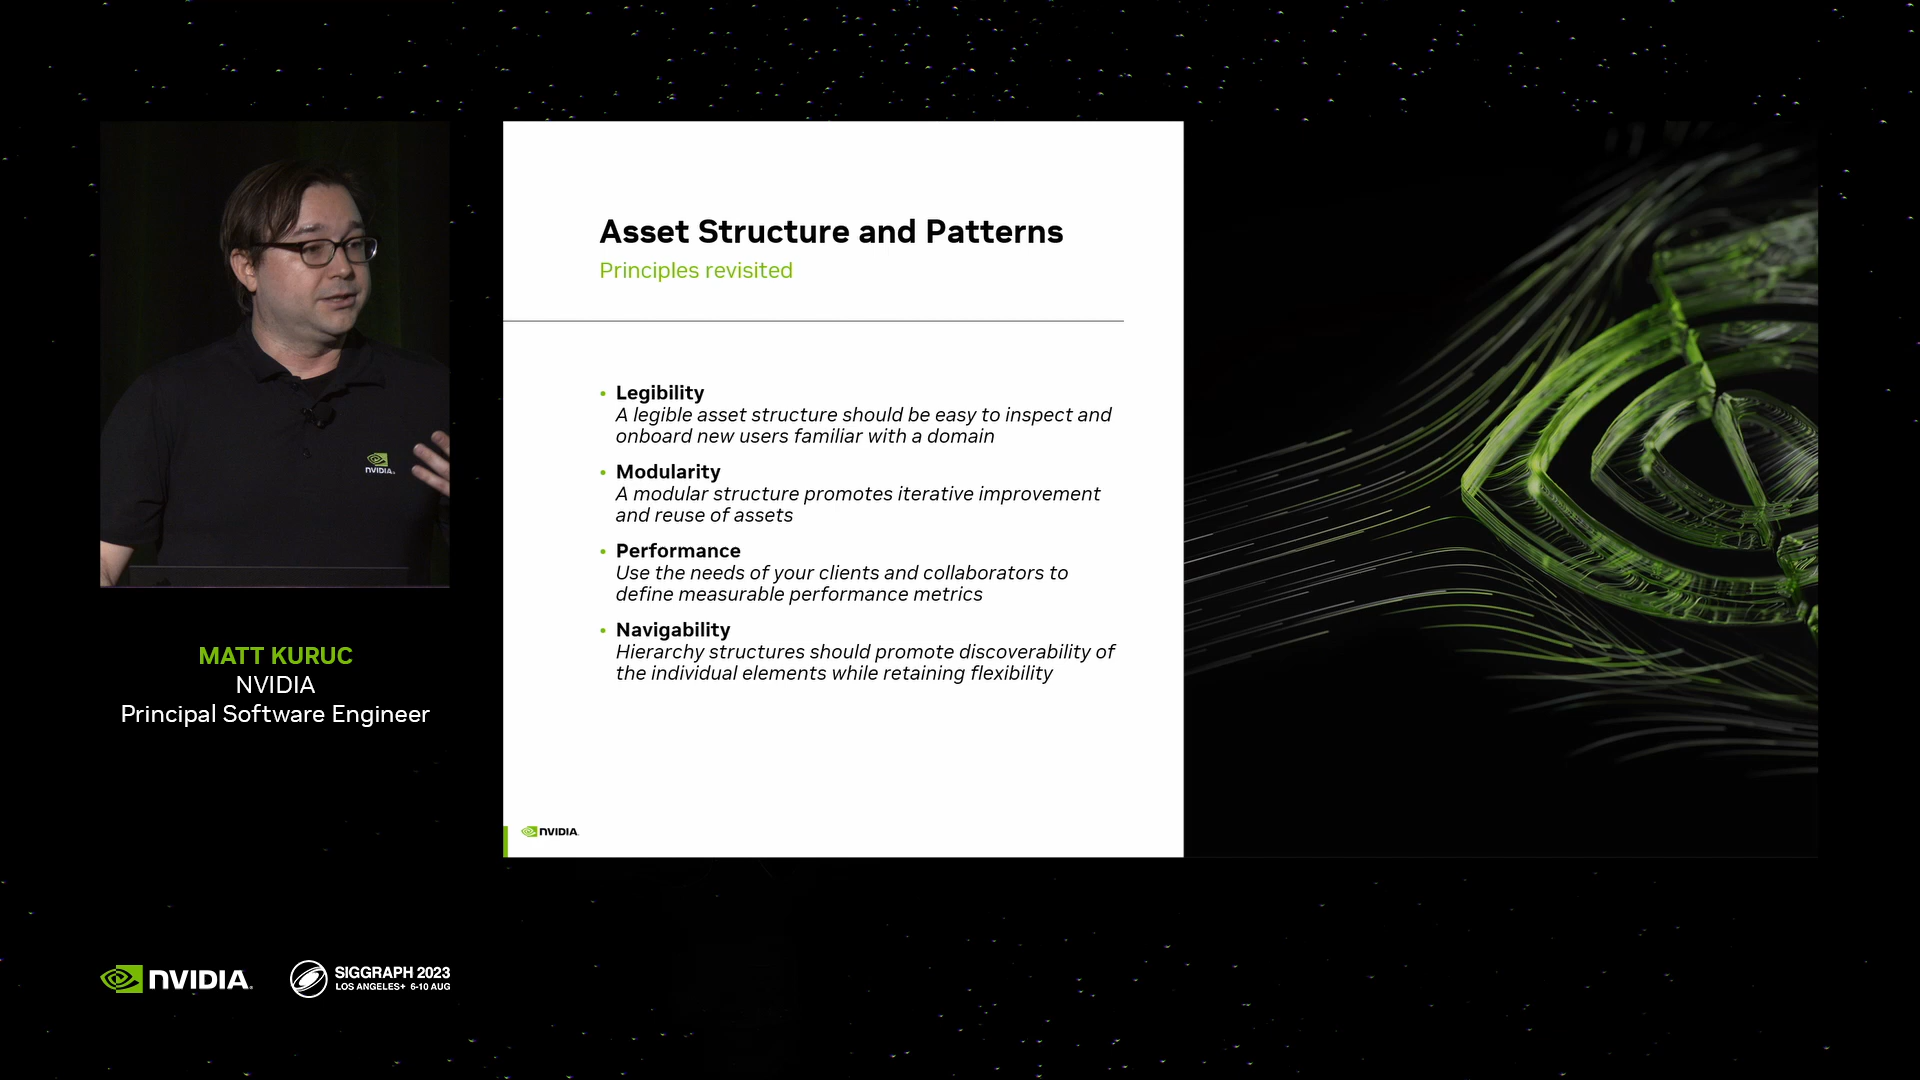 Asset Structure and Patterns
Principles revisited
• Legibility
A legible asset structure should be easy to inspect and
onboard new users familiar with a domain
• Modularity
A modular structure promotes iterative improvement
and reuse of assets
• Performance
Use the needs of your clients and collaborators to
define measurable performance metrics
• Navigability
Hierarchy structures should promote discoverability of
the individual elements while retaining flexibility
NVIDIA.
NVIDIA.
MATT KURUC
NVIDIA
Principal Software Engineer
NVIDIA.
SIGGRAPH 2023
LOS ANGELES+ 6-10 AUG